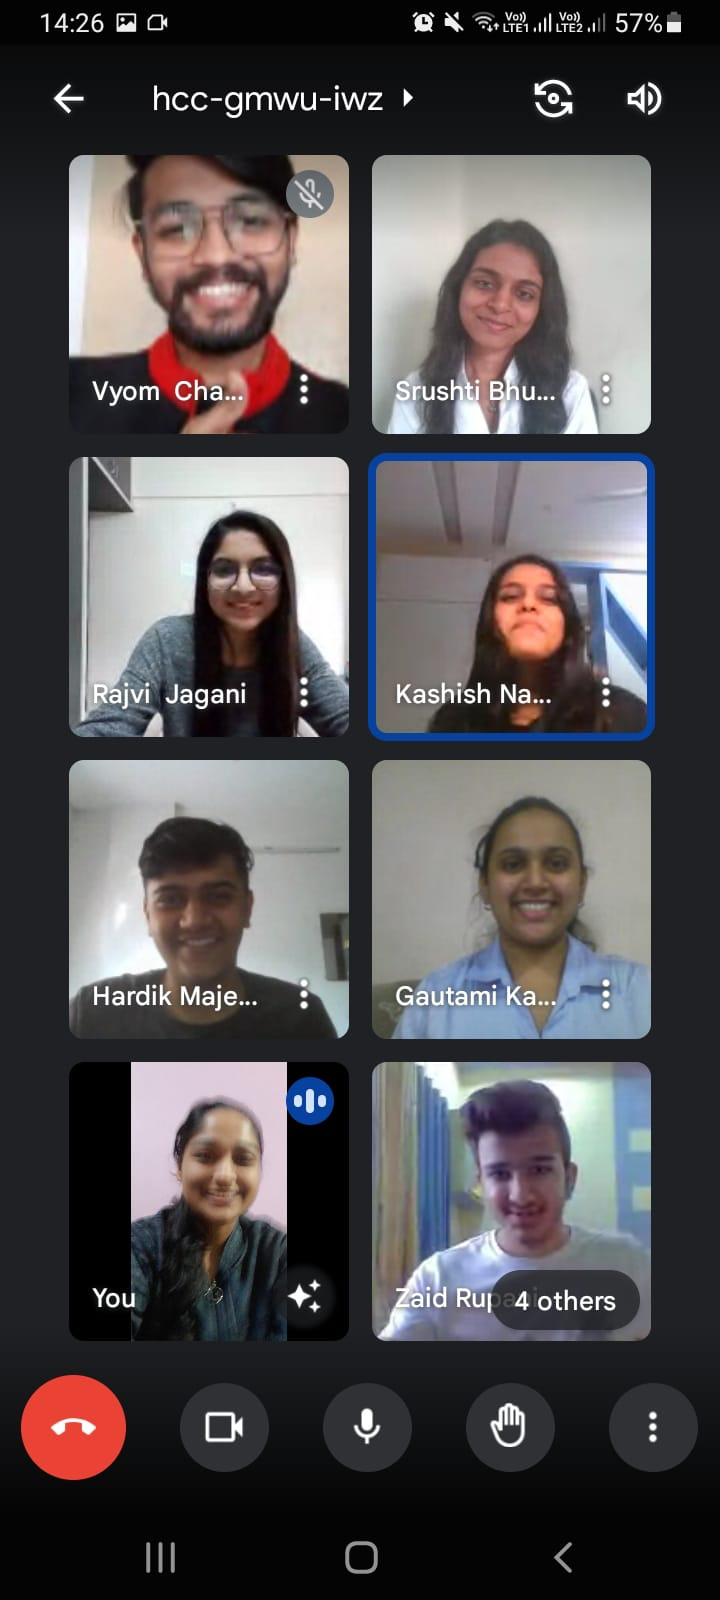 14:26 Vo)) LTE1 Vo)) LTE2 57%
hcc-gmwu-iwz
Vyom Cha...
Srushti Bhu...
Rajvi Jagani
Kashish Na...
Hardik Maje...
Gautami Ka...
You
Zaid Rupani
4 others